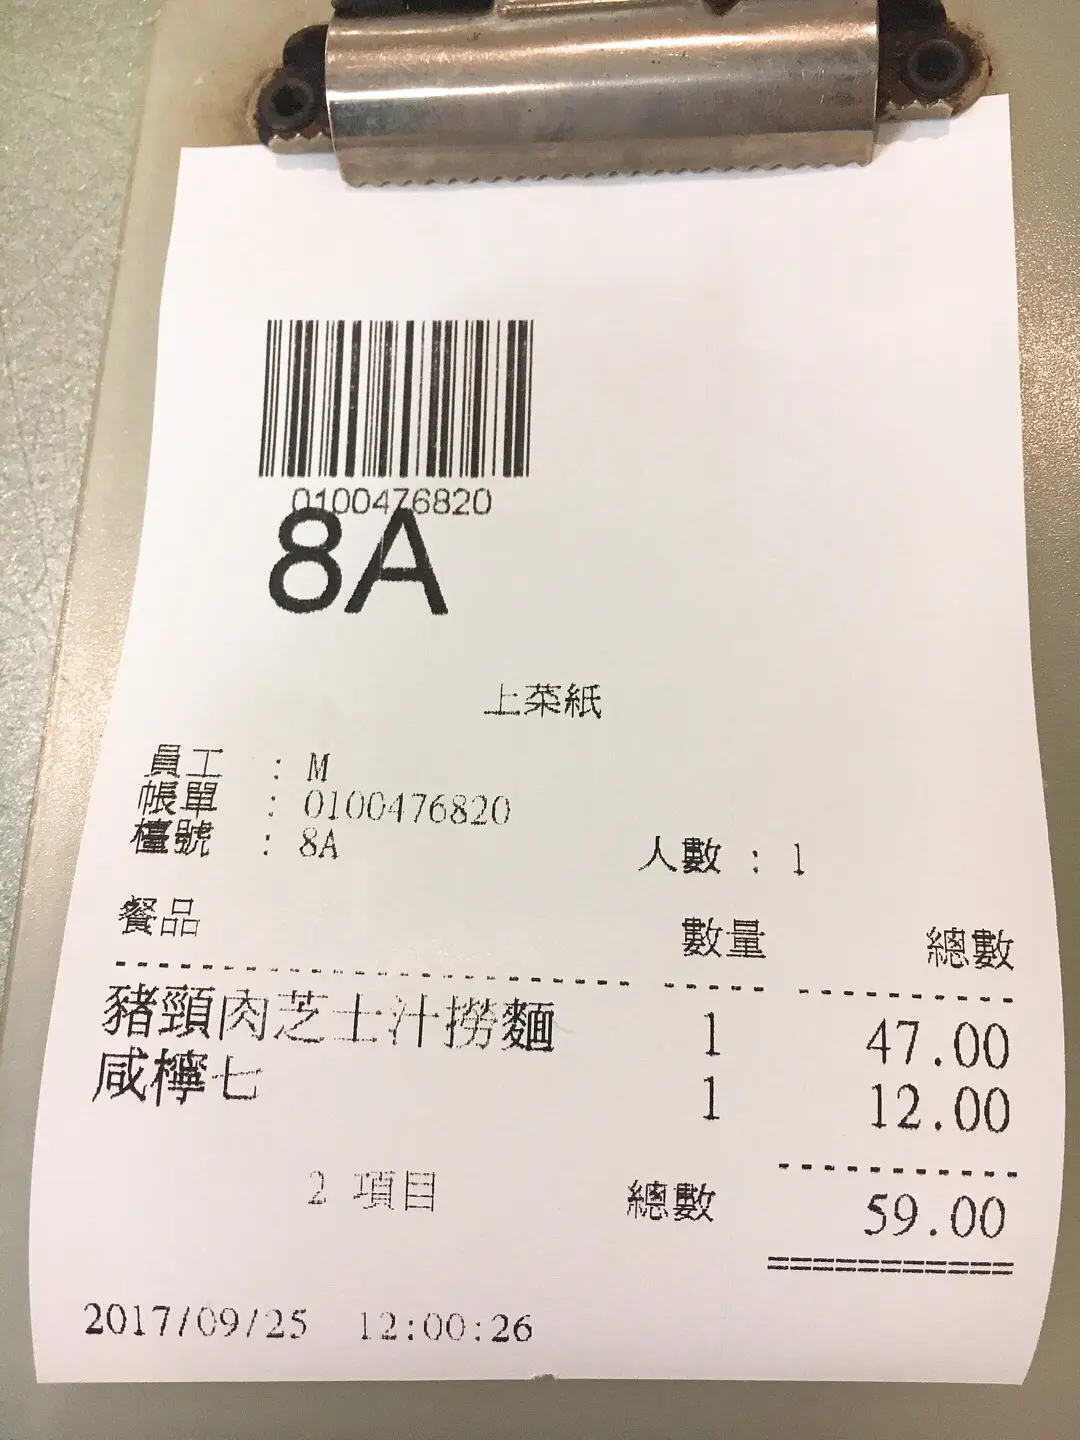 0100476820
8A
上菜紙
員工 : M
帳單 : 0100476820
檯號 : 8A 人數 : 1
餐品 數量 總數
豬頸肉芝士汁撈麵 1 47.00
咸檸七 1 12.00
2 項目 總數 59.00
2017/09/25 12:00:26